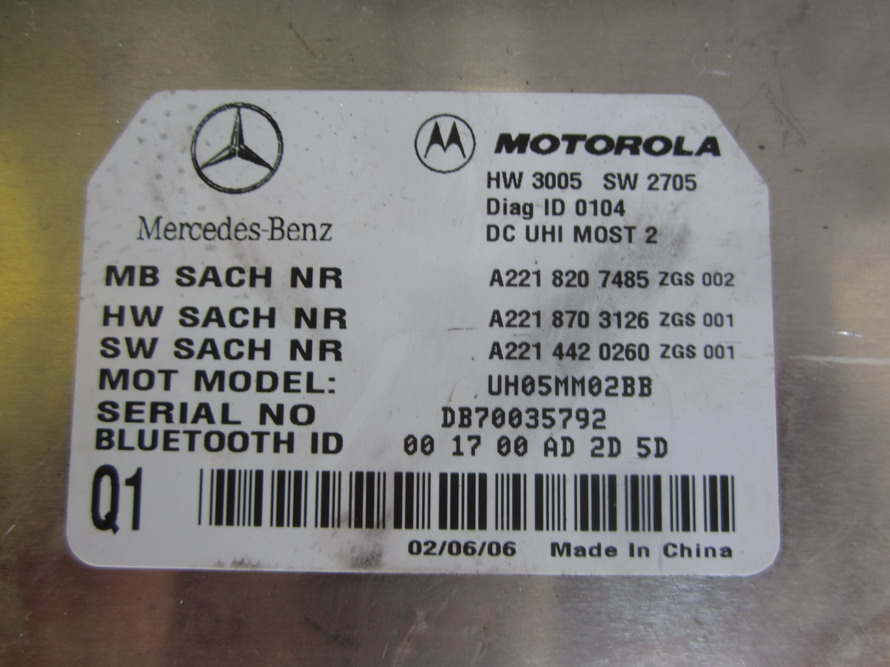 MOTOROLA
HW 3005 SW 2705
Diag ID 0104
Mercedes-Benz DC UHI MOST 2
MB SACH NR A221 820 7485 ZGS 002
HW SACH NR A221 870 3126 ZGS 001
SW SACH NR A221 442 0260 ZGS 001
MOT MODEL: UH05MM02BB
SERIAL NO DB70035792
BLUETOOTH ID 00 17 00 AD 2D 5D
Q1
02/06/06 Made In China